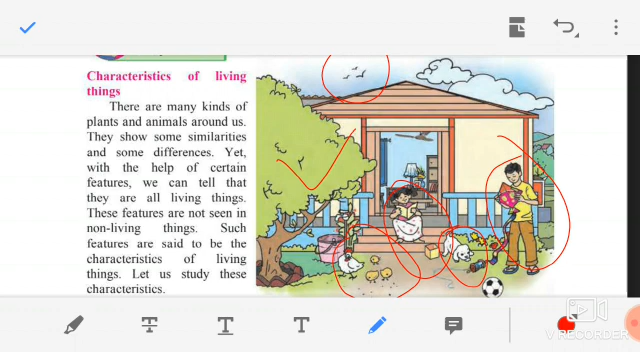 Characteristics of living
things
There are many kinds of
plants and animals around us.
They show some similarities
and some differences. Yet,
with the help of certain
features, we can tell that
they are all living things.
These features are not seen in
non-living things. Such
features are said to be the
characteristics of living
things. Let us study these
characteristics.
T T T
V RECORDER